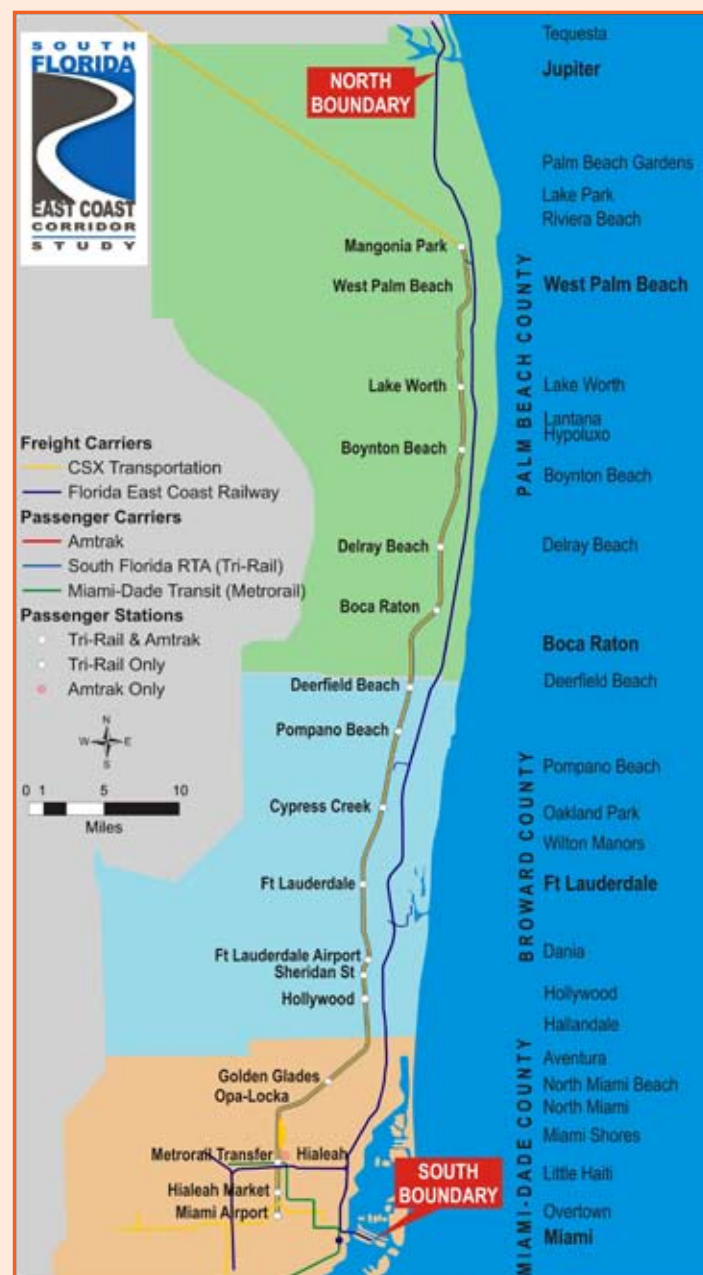 SOUTH
FLORIDA
EAST COAST
CORRIDOR
STUDY
NORTH
BOUNDARY
Mangonia Park
West Palm Beach
Lake Worth
Boynton Beach
Delray Beach
Boca Raton
Deerfield Beach
Pompano Beach
Cypress Creek
Ft Lauderdale
Ft Lauderdale Airport
Sheridan St
Hollywood
Golden Glades
Opa-Locka
Metrorail Transfer
Hialeah
Hialeah Market
Miami Airport
SOUTH
BOUNDARY
Freight Carriers
CSX Transportation
Florida East Coast Railway
Passenger Carriers
Amtrak
South Florida RTA (Tri-Rail)
Miami-Dade Transit (Metrorail)
Passenger Stations
Tri-Rail & Amtrak
Tri-Rail Only
Amtrak Only
N
W E
S
0 1 5 10
Miles
PALM BEACH COUNTY
BROWARD COUNTY
MIAMI-DADE COUNTY
Tequesta
Jupiter
Palm Beach Gardens
Lake Park
Riviera Beach
West Palm Beach
Lake Worth
Lantana
Hypoluxo
Boynton Beach
Delray Beach
Boca Raton
Deerfield Beach
Pompano Beach
Oakland Park
Wilton Manors
Ft Lauderdale
Dania
Hollywood
Hallandale
Aventura
North Miami Beach
North Miami
Miami Shores
Little Haiti
Overtown
Miami